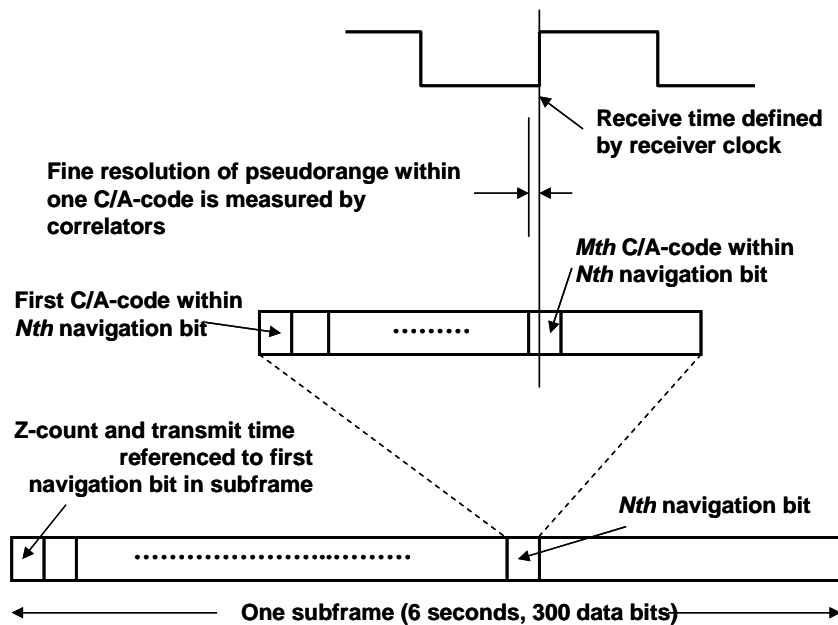 Receive time defined
by receiver clock
Fine resolution of pseudorange within
one C/A-code is measured by
correlators
Mth C/A-code within
Nth navigation bit
First C/A-code within
Nth navigation bit
Z-count and transmit time
referenced to first
navigation bit in subframe
Nth navigation bit
One subframe (6 seconds, 300 data bits)